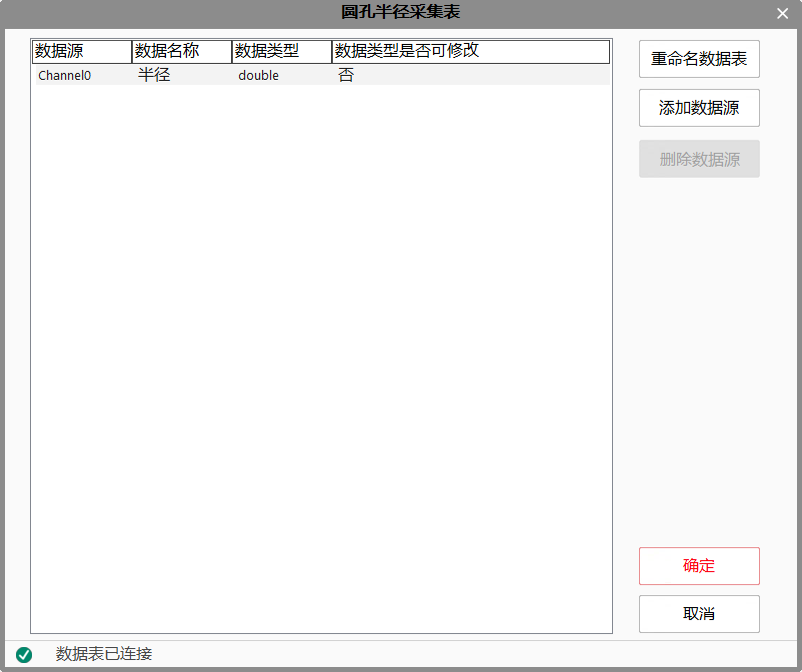 圆孔半径采集表
数据源 数据名称 数据类型 数据类型是否可修改
Channel0 半径 double 否
重命名数据表
添加数据源
删除数据源
确定
取消
数据表已连接